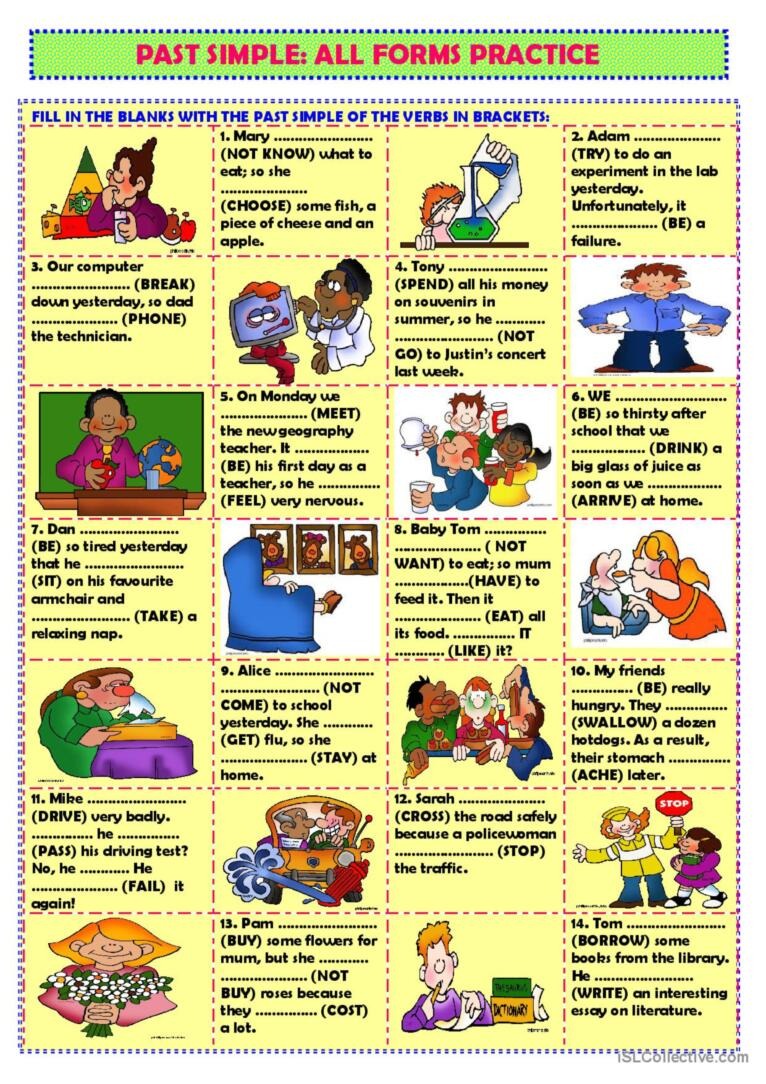 PAST SIMPLE: ALL FORMS PRACTICE
FILL IN THE BLANKS WITH THE PAST SIMPLE OF THE VERBS IN BRACKETS:
1. Mary ...........................
(NOT KNOW) what to
eat; so she
........................
(CHOOSE) some fish, a
piece of cheese and an
apple.
2. Adam ........................
(TRY) to do an
experiment in the lab
yesterday.
Unfortunately, it
........................ (BE) a
failure.
3. Our computer
........................... (BREAK)
down yesterday, so dad
........................ (PHONE)
the technician.
4. Tony ...........................
(SPEND) all his money
on souvenirs in
summer, so he ..............
........................... (NOT
GO) to Justin's concert
last week.
5. On Monday we
........................ (MEET)
the new geography
teacher. It .....................
(BE) his first day as a
teacher, so he .................
(FEEL) very nervous.
6. WE ..............................
(BE) so thirsty after
school that we
..................... (DRINK) a
big glass of juice as
soon as we .....................
(ARRIVE) at home.
7. Dan ...........................
(BE) so tired yesterday
that he ...........................
(SIT) on his favourite
armchair and
........................... (TAKE) a
relaxing nap.
8. Baby Tom .................
........................ ( NOT
WANT) to eat; so mum
....................(HAVE) to
feed it. Then it
........................ (EAT) all
its food. ................. IT
.............. (LIKE) it?
9. Alice ...........................
........................... (NOT
COME) to school
yesterday. She ..............
(GET) flu, so she
........................ (STAY) at
home.
10. My friends
................. (BE) really
hungry. They .................
(SWALLOW) a dozen
hotdogs. As a result,
their stomach .................
(ACHE) later.
11. Mike ...........................
(DRIVE) very badly.
................. he .................
(PASS) his driving test?
No, he .............. He
........................ (FAIL)  it
again!
12. Sarah ........................
(CROSS) the road safely
because a policewoman
........................... (STOP)
the traffic.
STOP
13. Pam ...........................
(BUY) some flowers for
mum, but she ..............
........................ (NOT
BUY) roses because
they ................. (COST)
a lot.
THESAURUS
DICTIONARY
14. Tom ........................
(BORROW) some
books from the library.
He ...........................
(WRITE) an interesting
essay on literature.
iSLCollective.com